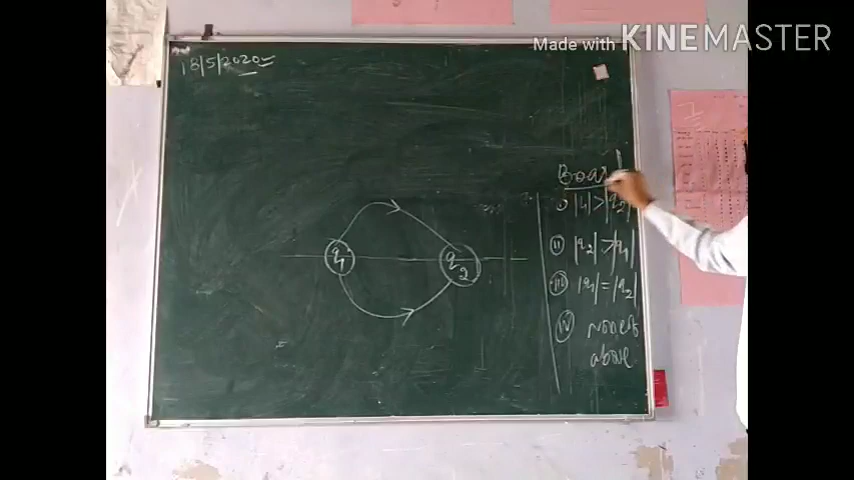 Made with KINEMASTER
18/5/2020
Board
(i) |q1| > |q2|
(ii) |q2| > |q1|
(iii) |q1| = |q2|
(iv) None of
above
q1
q2